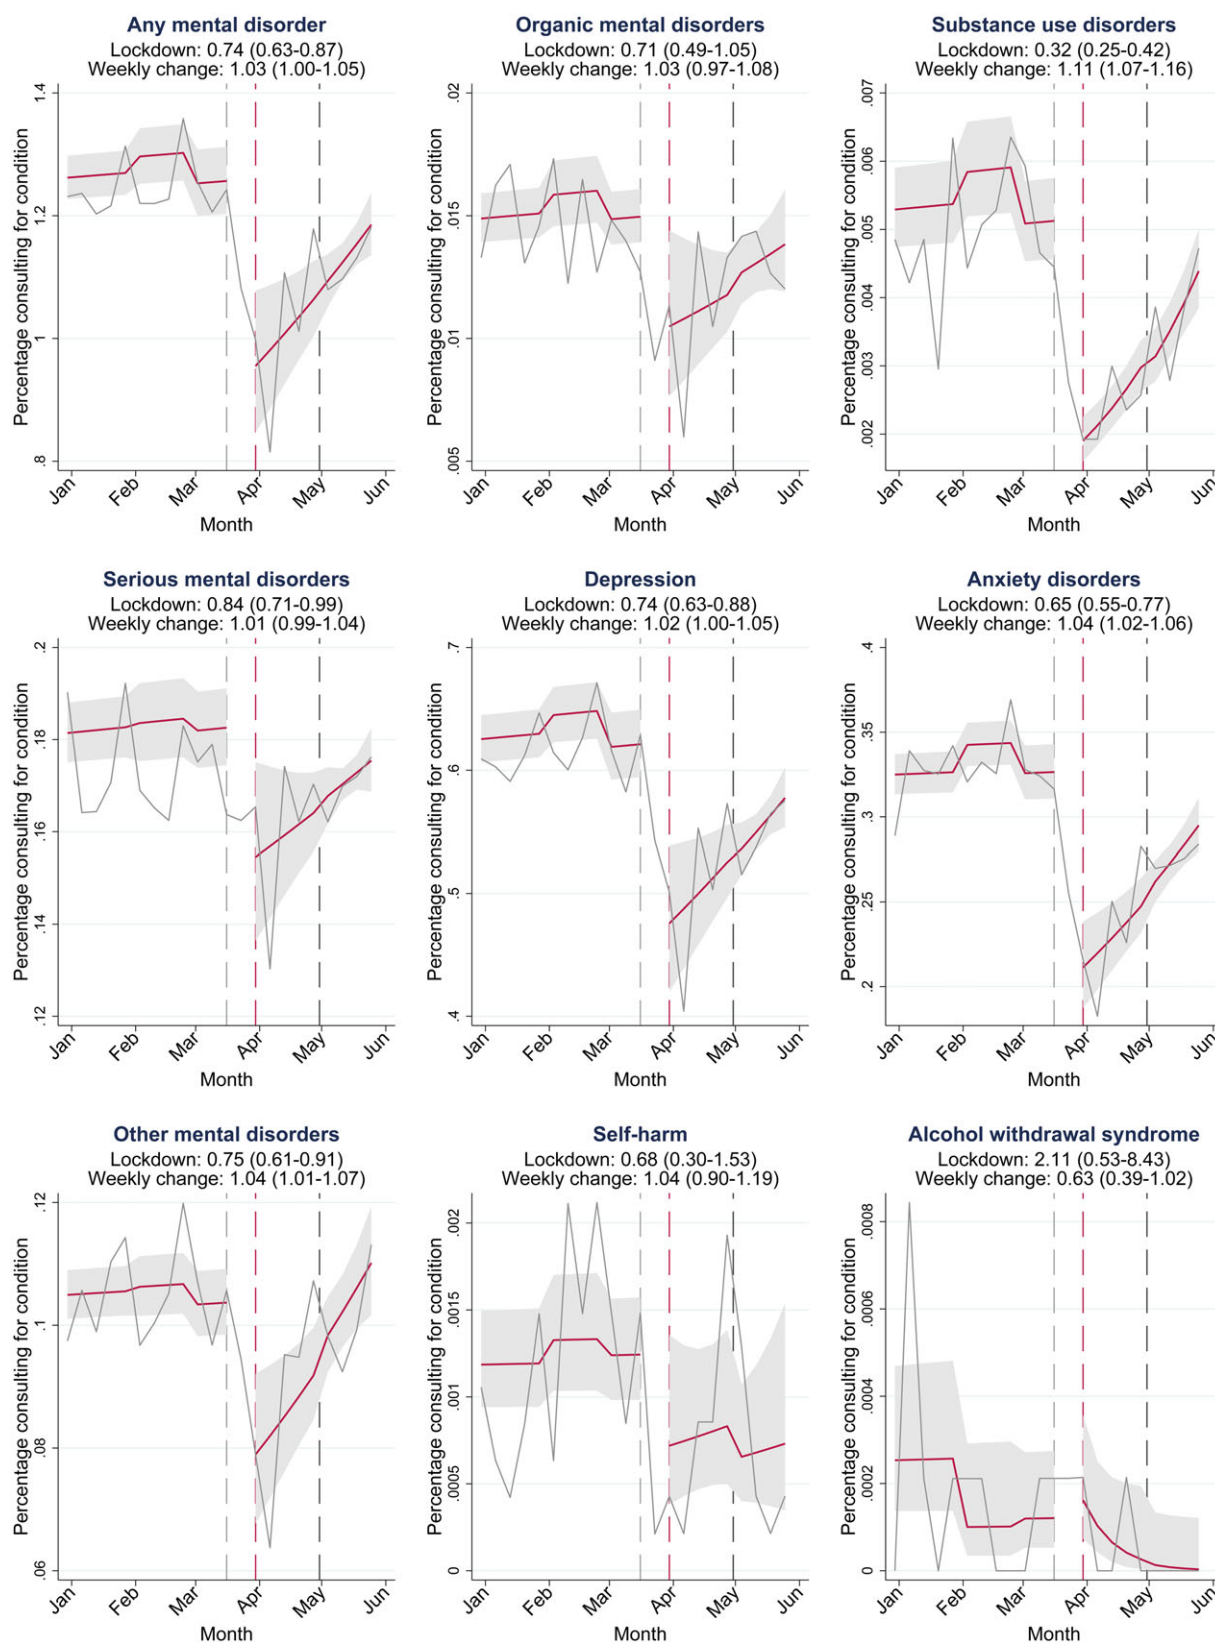 Any mental disorder
Lockdown: 0.74 (0.63-0.87)
Weekly change: 1.03 (1.00-1.05)
Percentage consulting for condition
1.4
1.2
1
.8
Jan Feb Mar Apr May Jun
Month
Organic mental disorders
Lockdown: 0.71 (0.49-1.05)
Weekly change: 1.03 (0.97-1.08)
Percentage consulting for condition
.02
.015
.01
.005
Jan Feb Mar Apr May Jun
Month
Substance use disorders
Lockdown: 0.32 (0.25-0.42)
Weekly change: 1.11 (1.07-1.16)
Percentage consulting for condition
.007
.006
.005
.004
.003
.002
Jan Feb Mar Apr May Jun
Month
Serious mental disorders
Lockdown: 0.84 (0.71-0.99)
Weekly change: 1.01 (0.99-1.04)
Percentage consulting for condition
.2
.18
.16
.14
.12
Jan Feb Mar Apr May Jun
Month
Depression
Lockdown: 0.74 (0.63-0.88)
Weekly change: 1.02 (1.00-1.05)
Percentage consulting for condition
.7
.6
.5
.4
Jan Feb Mar Apr May Jun
Month
Anxiety disorders
Lockdown: 0.65 (0.55-0.77)
Weekly change: 1.04 (1.02-1.06)
Percentage consulting for condition
.4
.35
.3
.25
.2
Jan Feb Mar Apr May Jun
Month
Other mental disorders
Lockdown: 0.75 (0.61-0.91)
Weekly change: 1.04 (1.01-1.07)
Percentage consulting for condition
.12
.1
.08
.06
Jan Feb Mar Apr May Jun
Month
Self-harm
Lockdown: 0.68 (0.30-1.53)
Weekly change: 1.04 (0.90-1.19)
Percentage consulting for condition
.002
.0015
.001
.0005
0
Jan Feb Mar Apr May Jun
Month
Alcohol withdrawal syndrome
Lockdown: 2.11 (0.53-8.43)
Weekly change: 0.63 (0.39-1.02)
Percentage consulting for condition
.0008
.0006
.0004
.0002
0
Jan Feb Mar Apr May Jun
Month